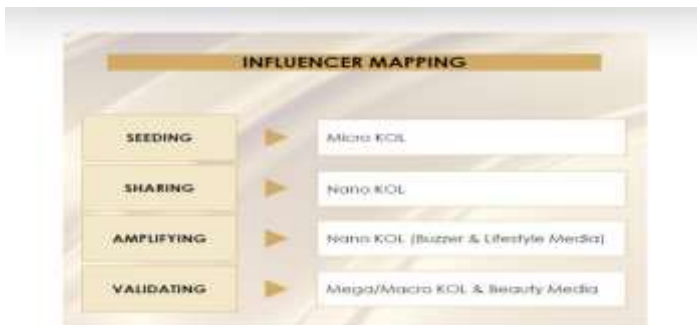 INFLUENCER MAPPING
SEEDING
Micro KOL
SHARING
Nano KOL
AMPLIFYING
Nano KOL (Buzzer & Lifestyle Media)
VALIDATING
Mega/Macro KOL & Beauty Media